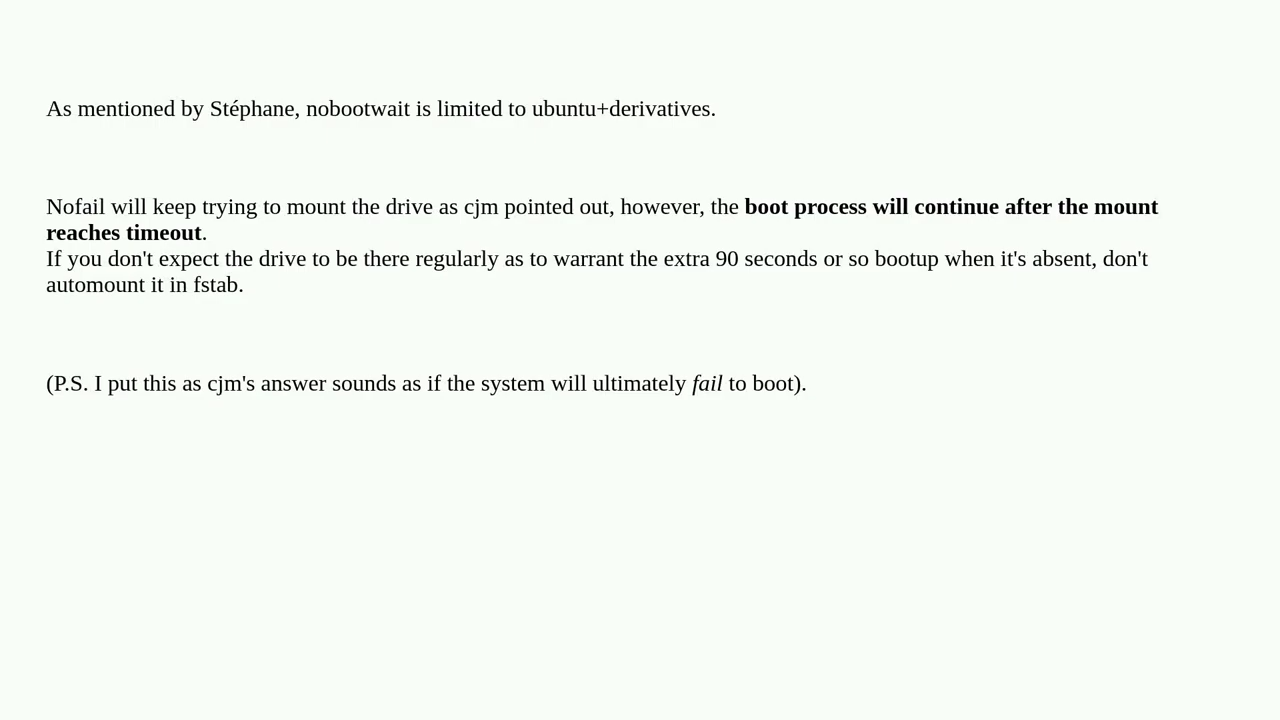 As mentioned by Stéphane, nobootwait is limited to ubuntu+derivatives.
Nofail will keep trying to mount the drive as cjm pointed out, however, the boot process will continue after the mount
reaches timeout.
If you don't expect the drive to be there regularly as to warrant the extra 90 seconds or so bootup when it's absent, don't
automount it in fstab.
(P.S. I put this as cjm's answer sounds as if the system will ultimately fail to boot).